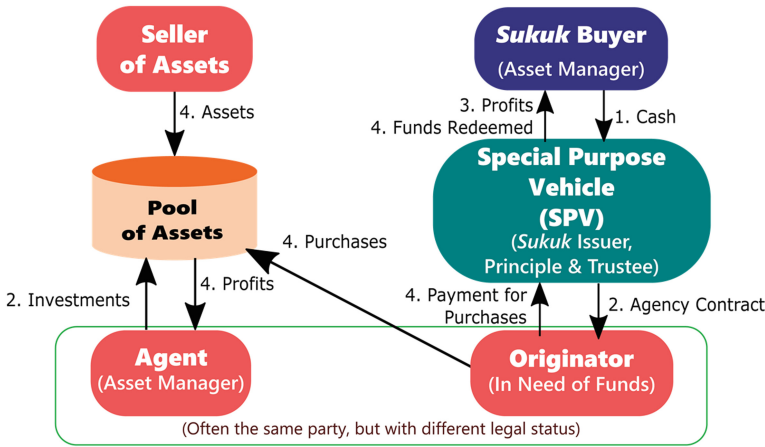 Seller
of Assets
Sukuk Buyer
(Asset Manager)
4. Assets
3. Profits
4. Funds Redeemed
1. Cash
Pool
of Assets
Special Purpose
Vehicle
(SPV)
(Sukuk Issuer,
Principle & Trustee)
4. Purchases
2. Investments
4. Profits
4. Payment for
Purchases
2. Agency Contract
Agent
(Asset Manager)
Originator
(In Need of Funds)
(Often the same party, but with different legal status)